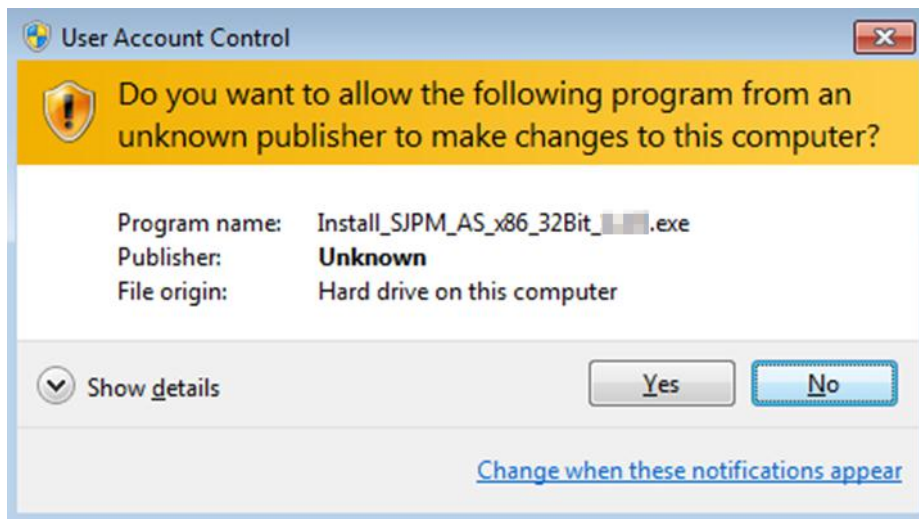 User Account Control
Do you want to allow the following program from an
unknown publisher to make changes to this computer?
Program name: Install_SJPM_AS_x86_32Bit_ .exe
Publisher: Unknown
File origin: Hard drive on this computer
Show details
Yes
No
Change when these notifications appear